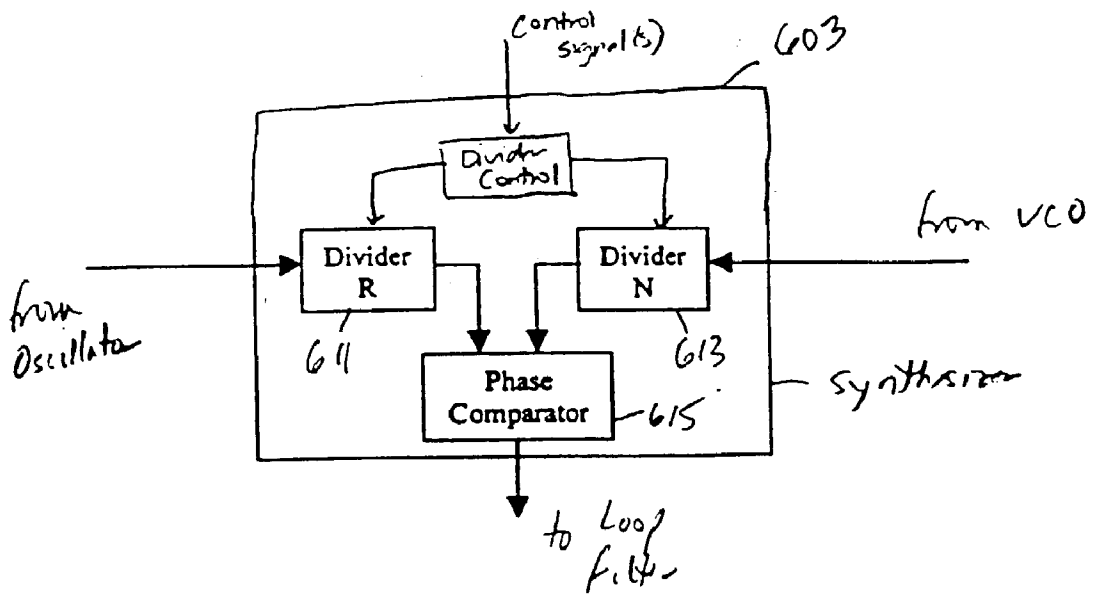 Control
Signal(s)
603
Divider
Control
from VCO
Divider
R
Divider
N
from
Oscillator
611
613
Phase
Comparator
615
Synthesizer
to Loop
Filter